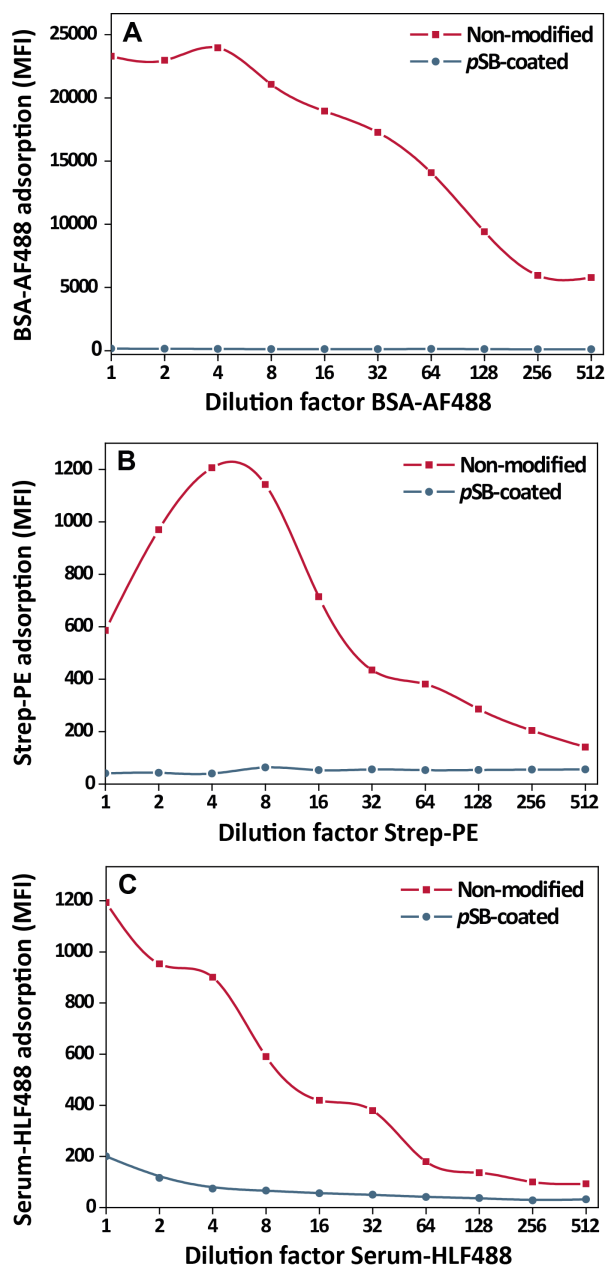 A
Non-modified
pSB-coated
BSA-AF488 adsorption (MFI)
25000
20000
15000
10000
5000
0
1 2 4 8 16 32 64 128 256 512
Dilution factor BSA-AF488
B
Non-modified
pSB-coated
Strep-PE adsorption (MFI)
1200
1000
800
600
400
200
0
1 2 4 8 16 32 64 128 256 512
Dilution factor Strep-PE
C
Non-modified
pSB-coated
Serum-HLF488 adsorption (MFI)
1200
1000
800
600
400
200
0
1 2 4 8 16 32 64 128 256 512
Dilution factor Serum-HLF488